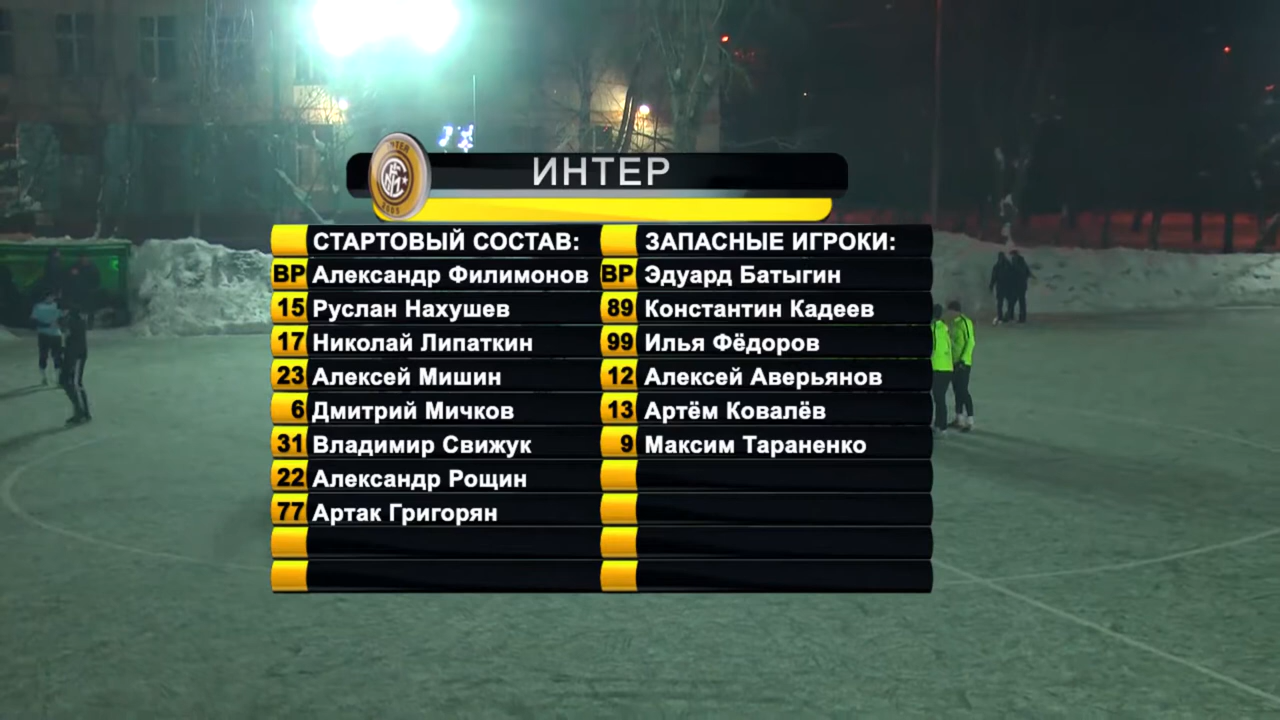 ИНТЕР
СТАРТОВЫЙ СОСТАВ:
ВР Александр Филимонов
15 Руслан Нахушев
17 Николай Липаткин
23 Алексей Мишин
6 Дмитрий Мичков
31 Владимир Свижук
22 Александр Рощин
77 Артак Григорян
ЗАПАСНЫЕ ИГРОКИ:
ВР Эдуард Батыгин
89 Константин Кадеев
99 Илья Фёдоров
12 Алексей Аверьянов
13 Артём Ковалёв
9 Максим Тараненко